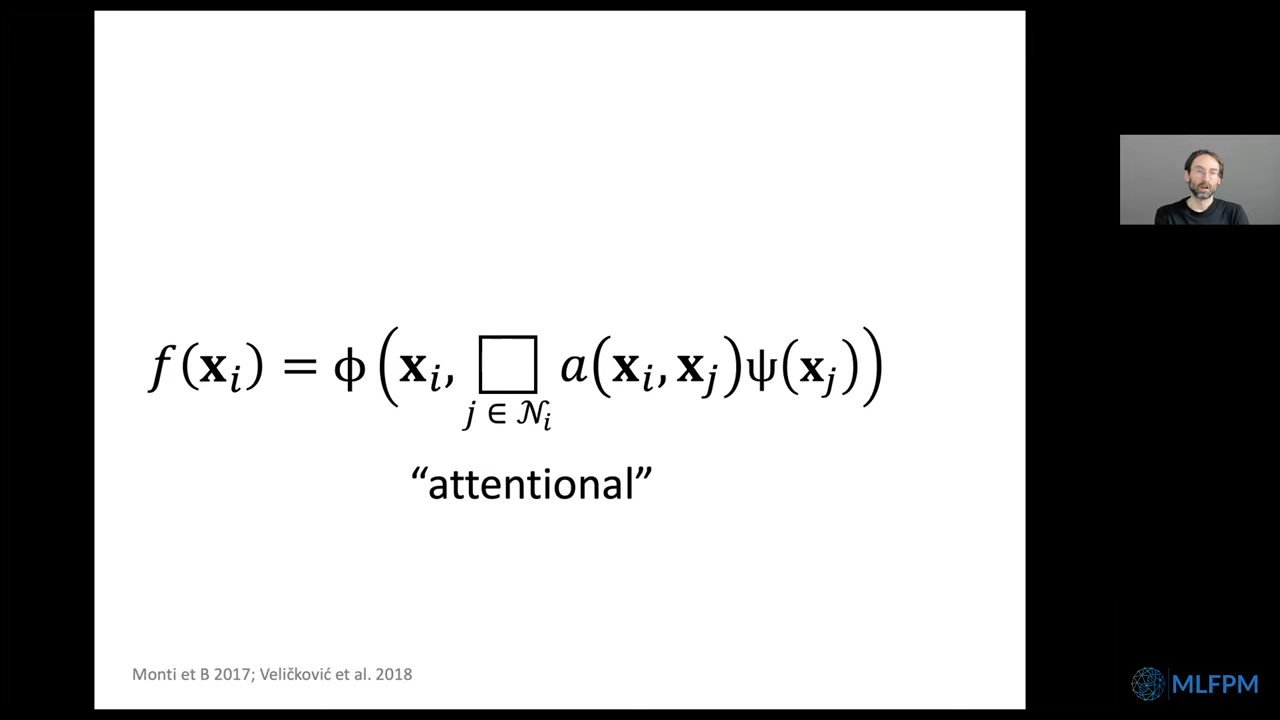 f(𝐱ᵢ) = ϕ(𝐱ᵢ, □ a(𝐱ᵢ, 𝐱ⱼ)ψ(𝐱ⱼ))
j ∈ 𝒩ᵢ
“attentional”
Monti et B 2017; Veličković et al. 2018
MLFPM